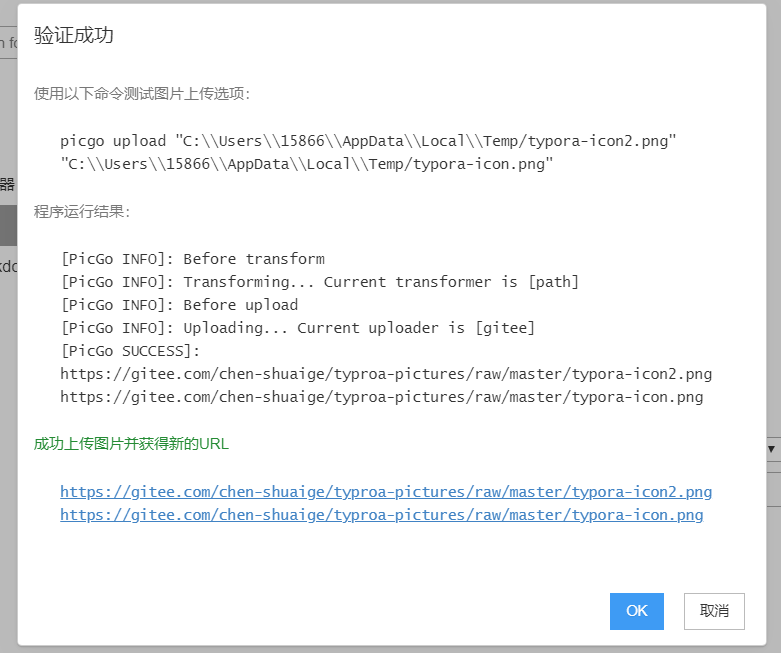 验证成功
使用以下命令测试图片上传选项:
picgo upload "C:\\Users\\15866\\AppData\\Local\\Temp/typora-icon2.png"
"C:\\Users\\15866\\AppData\\Local\\Temp/typora-icon.png"
程序运行结果:
[PicGo INFO]: Before transform
[PicGo INFO]: Transforming... Current transformer is [path]
[PicGo INFO]: Before upload
[PicGo INFO]: Uploading... Current uploader is [gitee]
[PicGo SUCCESS]:
https://gitee.com/chen-shuaige/typroa-pictures/raw/master/typora-icon2.png
https://gitee.com/chen-shuaige/typroa-pictures/raw/master/typora-icon.png
成功上传图片并获得新的URL
https://gitee.com/chen-shuaige/typroa-pictures/raw/master/typora-icon2.png
https://gitee.com/chen-shuaige/typroa-pictures/raw/master/typora-icon.png
OK 取消
器